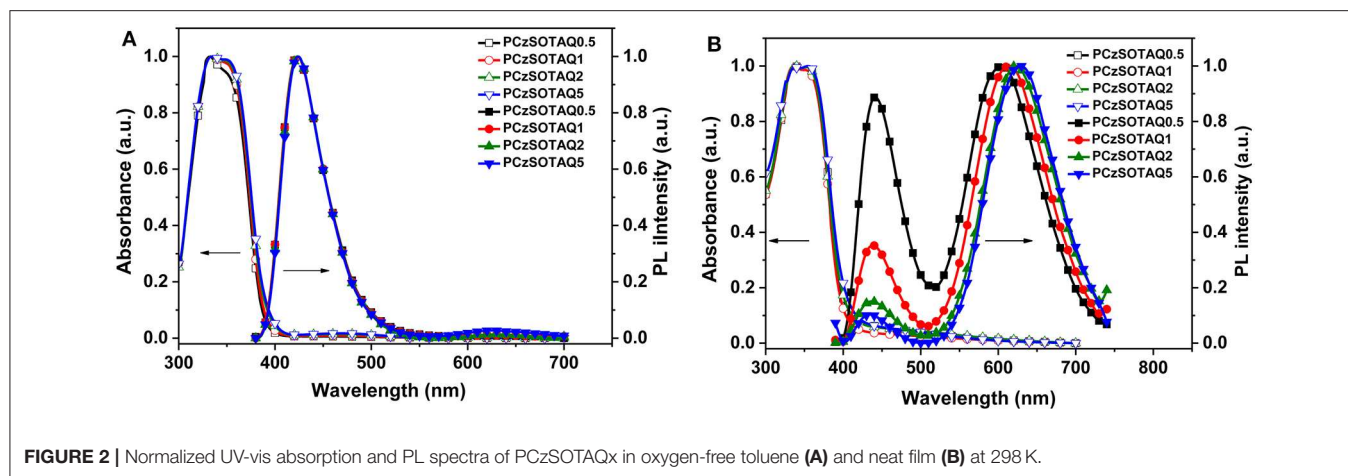 A
1.0
0.8
0.6
0.4
0.2
0.0
Absorbance (a.u.)
300
400
500
600
700
Wavelength (nm)
1.0
0.8
0.6
0.4
0.2
0.0
PL iIntensity (a.u.)
PCzSOTAQ0.5
PCzSOTAQ1
PCzSOTAQ2
PCzSOTAQ5
PCzSOTAQ0.5
PCzSOTAQ1
PCzSOTAQ2
PCzSOTAQ5
B
1.0
0.8
0.6
0.4
0.2
0.0
Absorbance (a.u.)
300
400
500
600
700
800
Wavelength (nm)
1.0
0.8
0.6
0.4
0.2
0.0
PL intensity (a.u.)
PCzSOTAQ0.5
PCzSOTAQ1
PCzSOTAQ2
PCzSOTAQ5
PCzSOTAQ0.5
PCzSOTAQ1
PCzSOTAQ2
PCzSOTAQ5
FIGURE 2 | Normalized UV-vis absorption and PL spectra of PCzSOTAQx in oxygen-free toluene (A) and neat film (B) at 298 K.